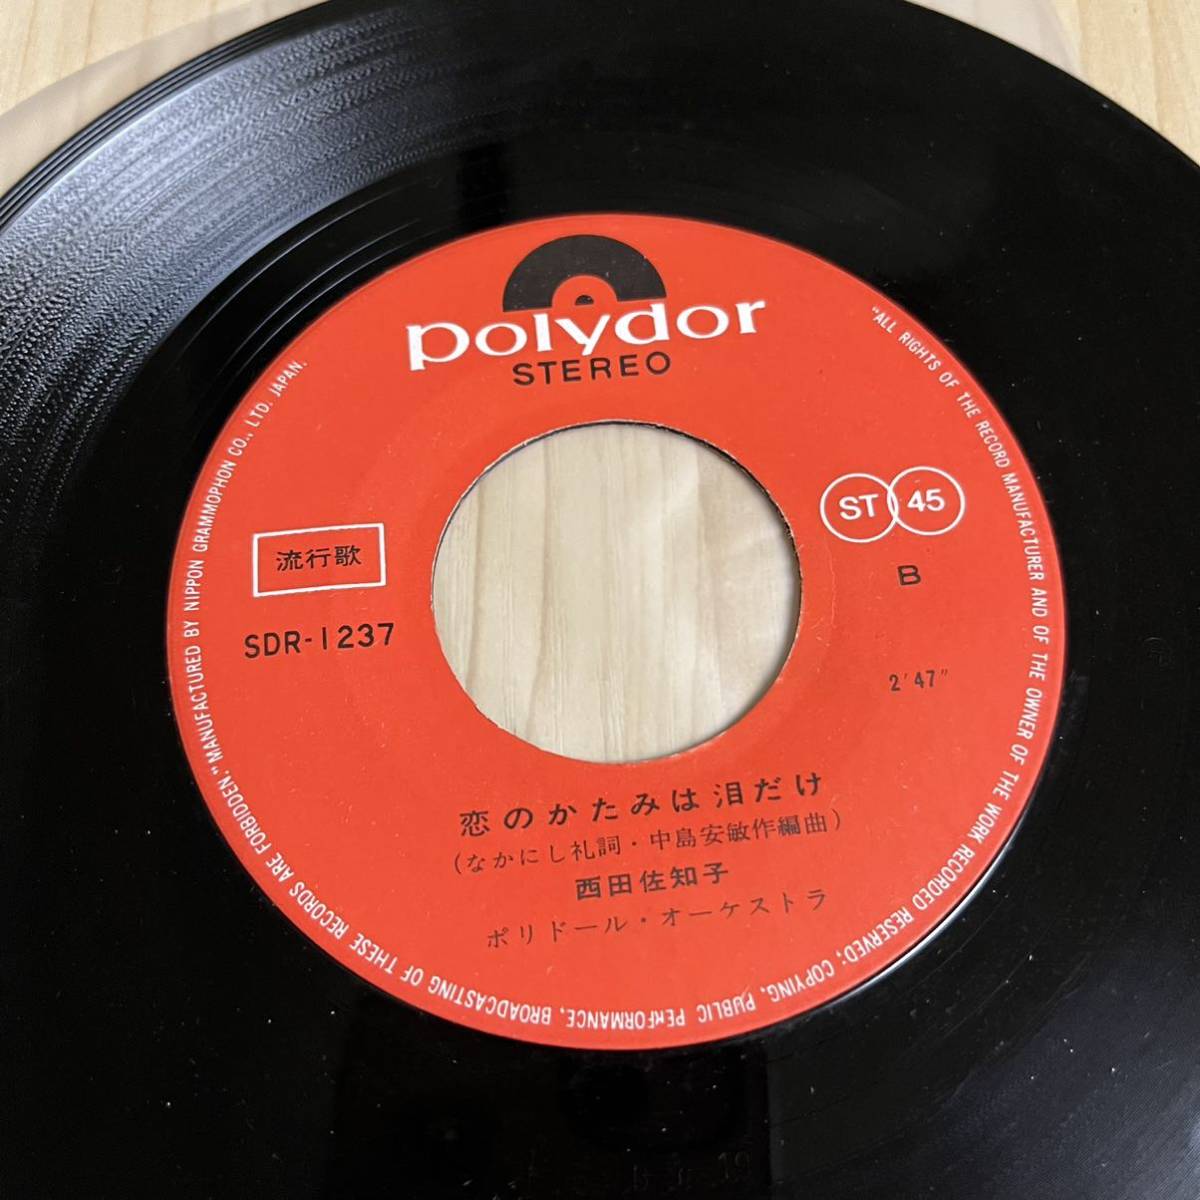 polydor
STEREO
ST 45
B
流行歌
SDR-1237
2'47"
恋のかたみは泪だけ
(なかにし礼詞・中島安敏作編曲)
西田佐知子
ポリドール・オーケストラ
"ALL RIGHTS OF THE RECORD MANUFACTURER AND OF THE OWNER OF THE WORK RECORDED RESERVED; COPYING, PUBLIC PERFORMANCE, BROADCASTING OF THESE RECORDS ARE FORBIDDEN." MANUFACTURED BY NIPPON GRAMMOPHON CO., LTD. JAPAN.